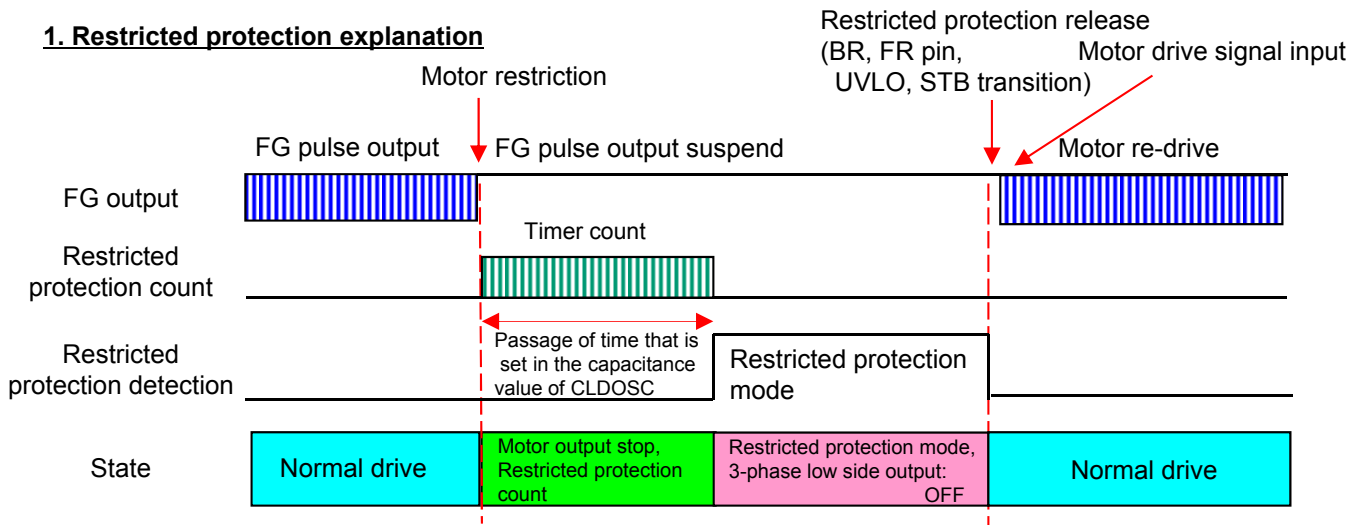 1. Restricted protection explanation
Restricted protection release
(BR, FR pin,
UVLO, STB transition)
Motor drive signal input
Motor restriction
FG pulse output
FG pulse output suspend
Motor re-drive
FG output
Timer count
Restricted
protection count
Passage of time that is
set in the capacitance
value of CLDOSC
Restricted
protection detection
Restricted protection
mode
State
Normal drive
Motor output stop,
Restricted protection
count
Restricted protection mode,
3-phase low side output:
OFF
Normal drive